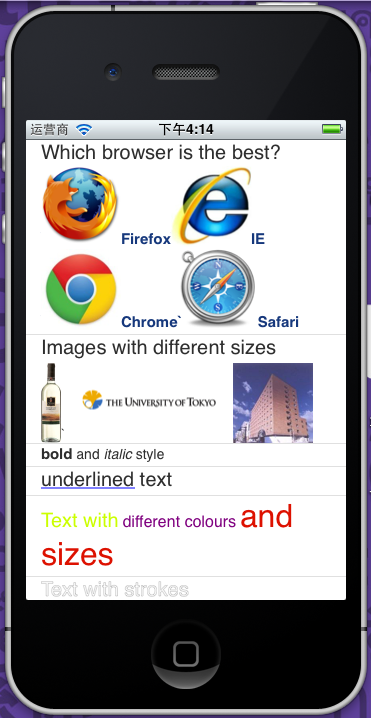 运营商 下午4:14
Which browser is the best?
Firefox IE
Chrome` Safari
Images with different sizes
THE UNIVERSITY OF TOKYO
bold and italic style
underlined text
Text with different colours and
sizes
Text with strokes